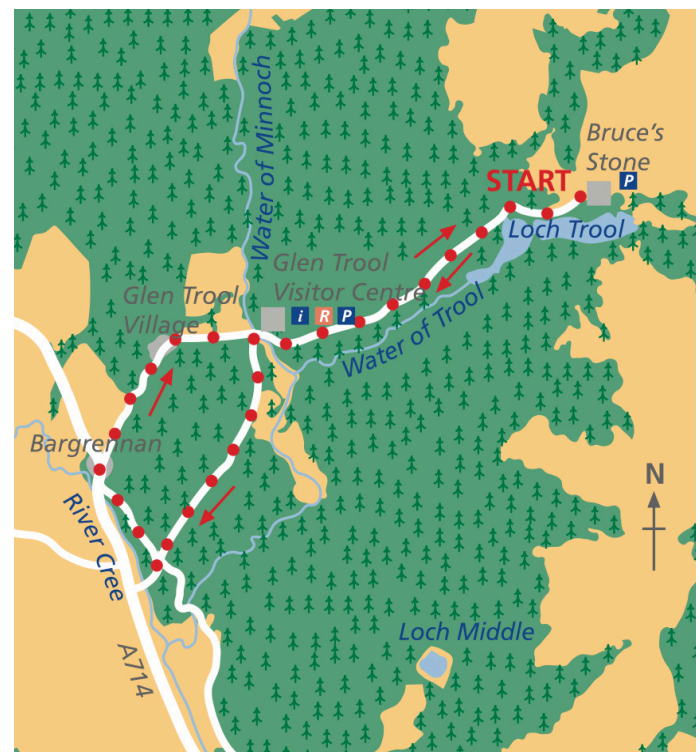 Water of Minnoch
Bruce's
Stone
P
START
Loch Trool
Glen Trool
Visitor Centre
i R P
Glen Trool
Village
Water of Trool
Bargrennan
River Cree
N
Loch Middle
A714